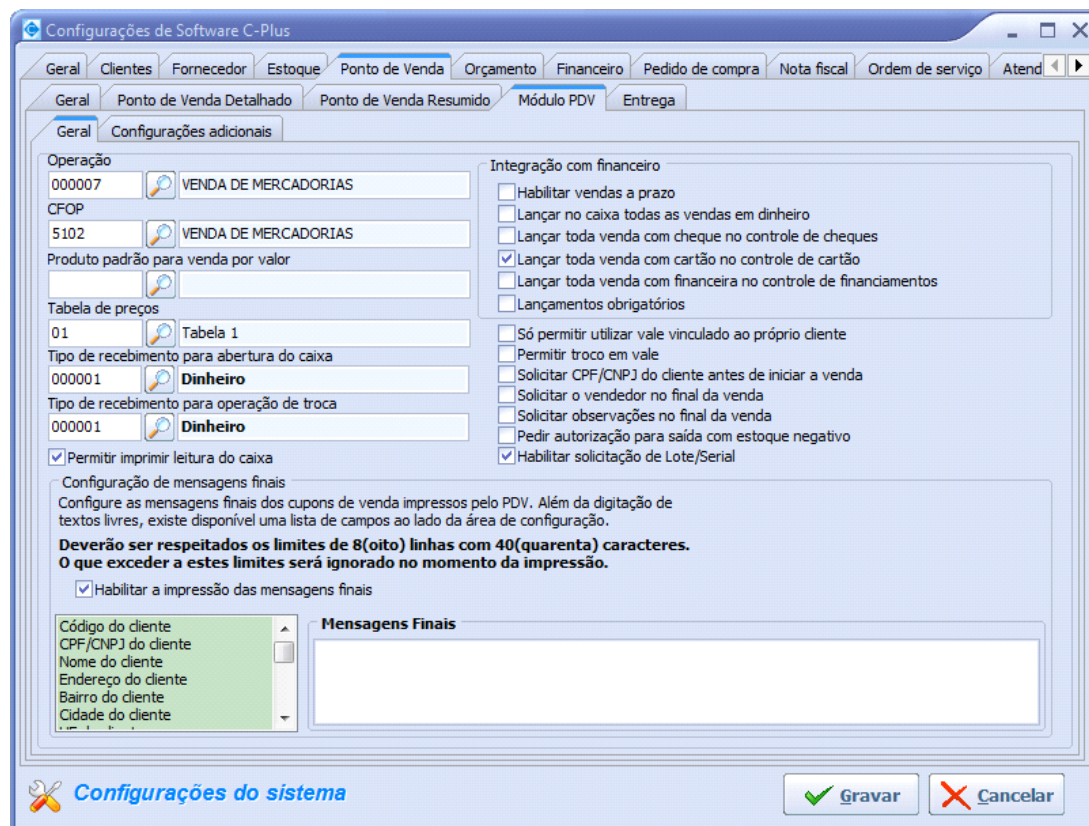 Configurações de Software C-Plus
Geral Clientes Fornecedor Estoque Ponto de Venda Orçamento Financeiro Pedido de compra Nota fiscal Ordem de serviço Atend
Geral Ponto de Venda Detalhado Ponto de Venda Resumido Módulo PDV Entrega
Geral Configurações adicionais
Operação
000007 VENDA DE MERCADORIAS
CFOP
5102 VENDA DE MERCADORIAS
Produto padrão para venda por valor
Tabela de preços
01 Tabela 1
Tipo de recebimento para abertura do caixa
000001 Dinheiro
Tipo de recebimento para operação de troca
000001 Dinheiro
Permitir imprimir leitura do caixa
Integração com financeiro
Habilitar vendas a prazo
Lançar no caixa todas as vendas em dinheiro
Lançar toda venda com cheque no controle de cheques
Lançar toda venda com cartão no controle de cartão
Lançar toda venda com financeira no controle de financiamentos
Lançamentos obrigatórios
Só permitir utilizar vale vinculado ao próprio cliente
Permitir troco em vale
Solicitar CPF/CNPJ do cliente antes de iniciar a venda
Solicitar o vendedor no final da venda
Solicitar observações no final da venda
Pedir autorização para saída com estoque negativo
Habilitar solicitação de Lote/Serial
Configuração de mensagens finais
Configure as mensagens finais dos cupons de venda impressos pelo PDV. Além da digitação de
textos livres, existe disponível uma lista de campos ao lado da área de configuração.
Deverão ser respeitados os limites de 8(oito) linhas com 40(quarenta) caracteres.
O que exceder a estes limites será ignorado no momento da impressão.
Habilitar a impressão das mensagens finais
Código do cliente
CPF/CNPJ do cliente
Nome do cliente
Endereço do cliente
Bairro do cliente
Cidade do cliente
Mensagens Finais
Configurações do sistema
Gravar
Cancelar